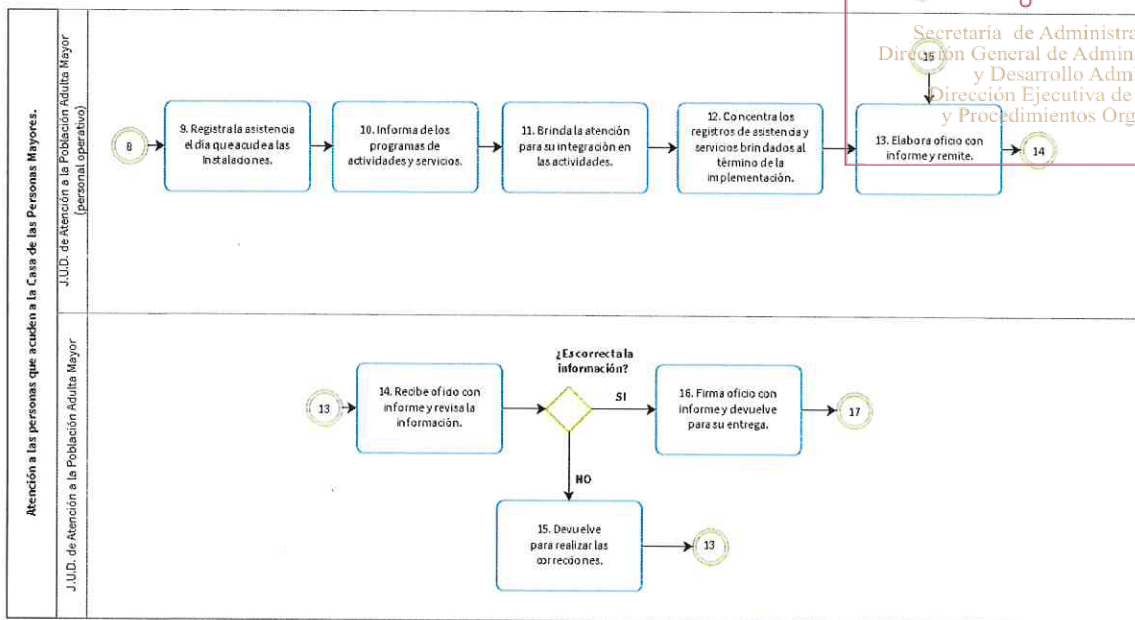 Atención a las personas que acuden a la Casa de las Personas Mayores.
J.U.D. de Atención a la Población Adulta Mayor
(personal operativo)
Secretaría de Administra
Dirección General de Admin
y Desarrollo Adm
Dirección Ejecutiva de
y Procedimientos Org
8
9. Registra la asistencia
el día que acude a las
Instalaciones.
10. Informa de los
programas de
actividades y servicios.
11. Brinda la atención
para su integración en
las actividades.
12. Concentra los
registros de asistencia y
servicios brindados al
término de la
implementación.
15
13. Elabora oficio con
informe y remite.
14
J.U.D. de Atención a la Población Adulta Mayor
13
14. Recibe oficio con
informe y revisa la
información.
¿Es correcta la
información?
SI
16. Firma oficio con
informe y devuelve
para su entrega.
17
NO
15. Devuelve
para realizar las
correcciones.
13